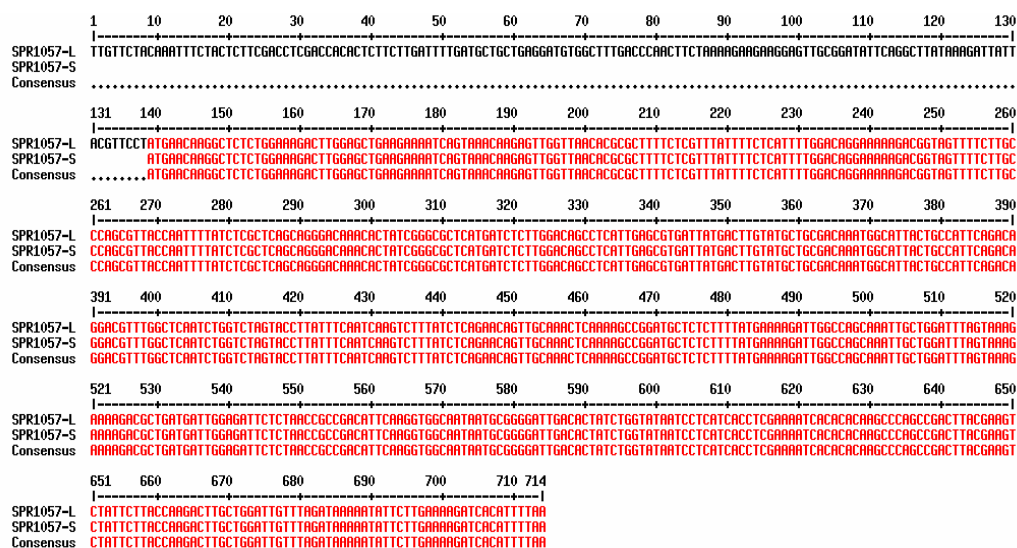 1 10 20 30 40 50 60 70 80 90 100 110 120 130
|--------+---------+---------+---------+---------+---------+---------+---------+---------+---------+---------+---------+---------|
SPR1057-L TTGTTCTACAAATTTCTACTCTTCGACCTCGACCACACTCTTCTTGATTTTGATGCTGCTGAGGATGTGGCTTTGACCCAACTTCTAAAAGAAGAAGGAGTTGCGGATATTCAGGCTTATAAAGATTATT
SPR1057-S
Consensus ..................................................................................................................................
131 140 150 160 170 180 190 200 210 220 230 240 250 260
|--------+---------+---------+---------+---------+---------+---------+---------+---------+---------+---------+---------+---------|
SPR1057-L ACGTTCCTATGAACAAGGCTCTCTGGAAAGACTTGGAGCTGAAGAAAATCAGTAAACAAGAGTTGGTTAACACGCGCTTTTCTCGTTTATTTTCTCATTTTGGACAGGAAAAAGACGGTAGTTTTCTTGC
SPR1057-S ATGAACAAGGCTCTCTGGAAAGACTTGGAGCTGAAGAAAATCAGTAAACAAGAGTTGGTTAACACGCGCTTTTCTCGTTTATTTTCTCATTTTGGACAGGAAAAAGACGGTAGTTTTCTTGC
Consensus ........ATGAACAAGGCTCTCTGGAAAGACTTGGAGCTGAAGAAAATCAGTAAACAAGAGTTGGTTAACACGCGCTTTTCTCGTTTATTTTCTCATTTTGGACAGGAAAAAGACGGTAGTTTTCTTGC
261 270 280 290 300 310 320 330 340 350 360 370 380 390
|--------+---------+---------+---------+---------+---------+---------+---------+---------+---------+---------+---------+---------|
SPR1057-L CCAGCGTTACCAATTTTATCTCGCTCAGCAGGGACAAACACTATCGGGCGCTCATGATCTCTTGGACAGCCTCATTGAGCGTGATTATGACTTGTATGCTGCGACAAATGGCATTACTGCCATTCAGACA
SPR1057-S CCAGCGTTACCAATTTTATCTCGCTCAGCAGGGACAAACACTATCGGGCGCTCATGATCTCTTGGACAGCCTCATTGAGCGTGATTATGACTTGTATGCTGCGACAAATGGCATTACTGCCATTCAGACA
Consensus CCAGCGTTACCAATTTTATCTCGCTCAGCAGGGACAAACACTATCGGGCGCTCATGATCTCTTGGACAGCCTCATTGAGCGTGATTATGACTTGTATGCTGCGACAAATGGCATTACTGCCATTCAGACA
391 400 410 420 430 440 450 460 470 480 490 500 510 520
|--------+---------+---------+---------+---------+---------+---------+---------+---------+---------+---------+---------+---------|
SPR1057-L GGACGTTTGGCTCAATCTGGTCTAGTACCTTATTTCAATCAAGTCTTTATCTCAGAACAGTTGCAAACTCAAAAGCCGGATGCTCTCTTTTATGAAAAGATTGGCCAGCAAATTGCTGGATTTAGTAAAG
SPR1057-S GGACGTTTGGCTCAATCTGGTCTAGTACCTTATTTCAATCAAGTCTTTATCTCAGAACAGTTGCAAACTCAAAAGCCGGATGCTCTCTTTTATGAAAAGATTGGCCAGCAAATTGCTGGATTTAGTAAAG
Consensus GGACGTTTGGCTCAATCTGGTCTAGTACCTTATTTCAATCAAGTCTTTATCTCAGAACAGTTGCAAACTCAAAAGCCGGATGCTCTCTTTTATGAAAAGATTGGCCAGCAAATTGCTGGATTTAGTAAAG
521 530 540 550 560 570 580 590 600 610 620 630 640 650
|--------+---------+---------+---------+---------+---------+---------+---------+---------+---------+---------+---------+---------|
SPR1057-L AAAAGACGCTGATGATTGGAGATTCTCTAACCGCCGACATTCAAGGTGGCAATAATGCGGGGATTGACACTATCTGGTATAATCCTCATCACCTCGAAAATCACACACAAGCCCAGCCGACTTACGAAGT
SPR1057-S AAAAGACGCTGATGATTGGAGATTCTCTAACCGCCGACATTCAAGGTGGCAATAATGCGGGGATTGACACTATCTGGTATAATCCTCATCACCTCGAAAATCACACACAAGCCCAGCCGACTTACGAAGT
Consensus AAAAGACGCTGATGATTGGAGATTCTCTAACCGCCGACATTCAAGGTGGCAATAATGCGGGGATTGACACTATCTGGTATAATCCTCATCACCTCGAAAATCACACACAAGCCCAGCCGACTTACGAAGT
651 660 670 680 690 700 710 714
|--------+---------+---------+---------+---------+---------+---|
SPR1057-L CTATTCTTACCAAGACTTGCTGGATTGTTTAGATAAAAATATTCTTGAAAAGATCACATTTTAA
SPR1057-S CTATTCTTACCAAGACTTGCTGGATTGTTTAGATAAAAATATTCTTGAAAAGATCACATTTTAA
Consensus CTATTCTTACCAAGACTTGCTGGATTGTTTAGATAAAAATATTCTTGAAAAGATCACATTTTAA